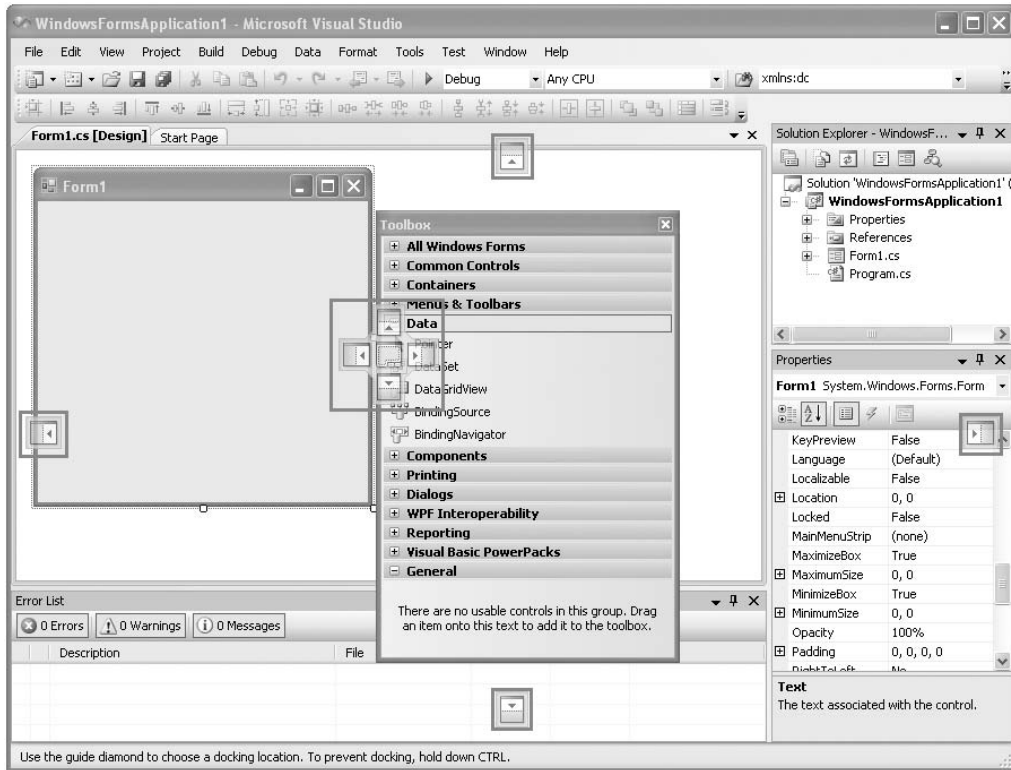 WindowsFormsApplication1 - Microsoft Visual Studio
File Edit View Project Build Debug Data Format Tools Test Window Help
Debug Any CPU xmlns:dc
Form1.cs [Design] Start Page
Form1
Toolbox
All Windows Forms
Common Controls
Containers
Menus & Toolbars
Data
Pointer
DataSet
DataGridView
BindingSource
BindingNavigator
Components
Printing
Dialogs
WPF Interoperability
Reporting
Visual Basic PowerPacks
General
There are no usable controls in this group. Drag
an item onto this text to add it to the toolbox.
Solution Explorer - WindowsF...
Solution 'WindowsFormsApplication1' (
WindowsFormsApplication1
Properties
References
Form1.cs
Program.cs
Properties
Form1 System.Windows.Forms.Form
KeyPreview False
Language (Default)
Localizable False
Location 0, 0
Locked False
MainMenuStrip (none)
MaximizeBox True
MaximumSize 0, 0
MinimizeBox True
MinimumSize 0, 0
Opacity 100%
Padding 0, 0, 0, 0
RightToLeft No
Text
The text associated with the control.
Error List
0 Errors 0 Warnings 0 Messages
Description File
Use the guide diamond to choose a docking location. To prevent docking, hold down CTRL.